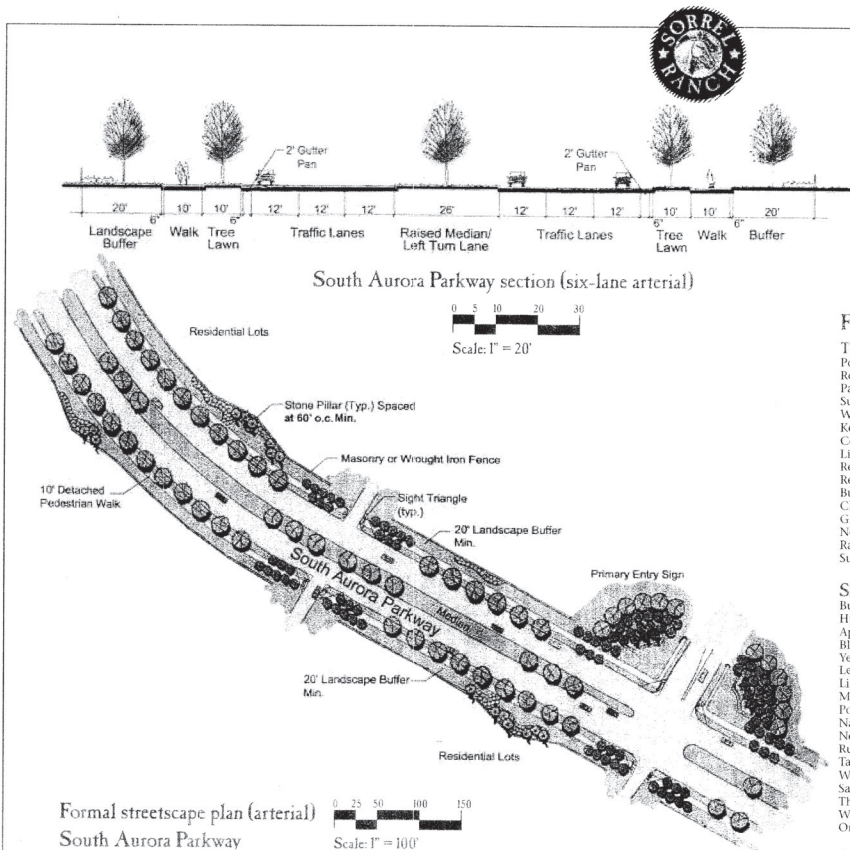 SORREL
RANCH
2' Gutter
Pan
2' Gutter
Pan
20' 6" 10' 10' 6" 12' 12' 12' 26' 12' 12' 12' 6" 10' 10' 6" 20'
Landscape
Buffer
Walk
Tree
Lawn
Traffic Lanes
Raised Median/
Left Turn Lane
Traffic Lanes
Tree
Lawn
Walk
Buffer
South Aurora Parkway section (six-lane arterial)
0 5 10 20 30
Scale: 1" = 20'
Residential Lots
Stone Pillar (Typ.) Spaced
at 60' o.c. Min.
Masonry or Wrought Iron Fence
10' Detached
Pedestrian Walk
Sight Triangle
(typ.)
20' Landscape Buffer
Min.
Primary Entry Sign
South Aurora Parkway
Median
20' Landscape Buffer
Min.
Residential Lots
Formal streetscape plan (arterial)
South Aurora Parkway
0 25 50 100 150
Scale: 1" = 100'